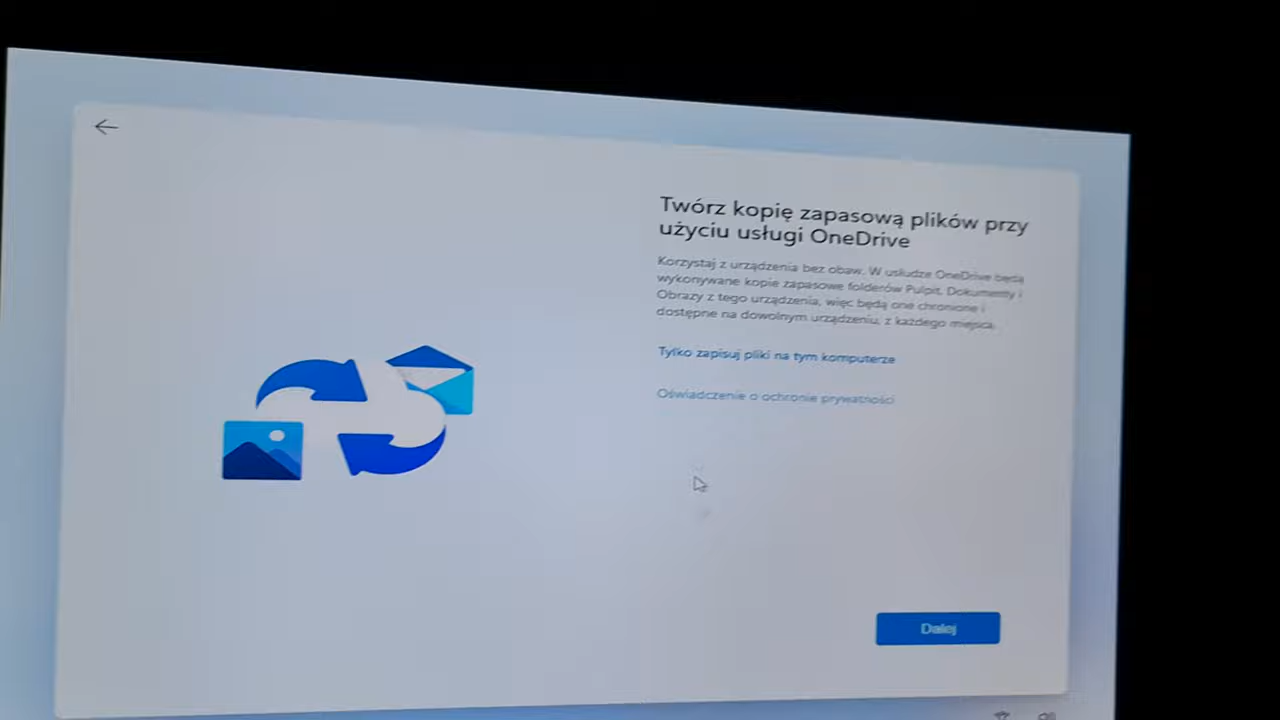 Twórz kopię zapasową plików przy
użyciu usługi OneDrive
Korzystaj z urządzenia bez obaw. W usłudze OneDrive będą
wykonywane kopie zapasowe folderów Pulpit, Dokumenty i
Obrazy z tego urządzenia, więc będą one chronione i
dostępne na dowolnym urządzeniu, z każdego miejsca.
Tylko zapisuj pliki na tym komputerze
Oświadczenie o ochronie prywatności
Dalej